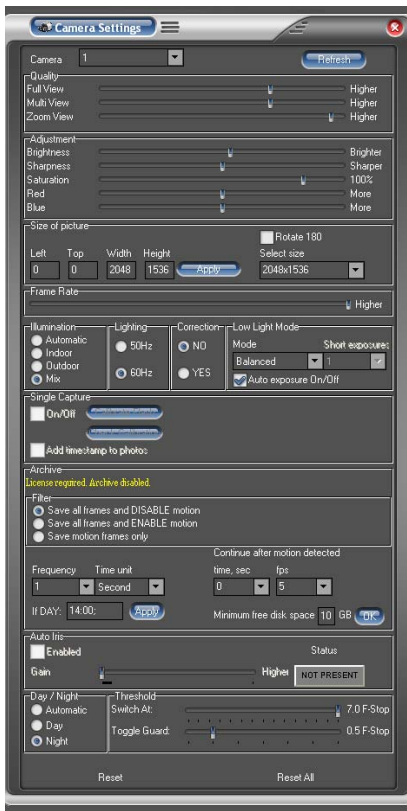 Camera Settings
Camera 1 Refresh
Quality
Full View Higher
Multi View Higher
Zoom View Higher
Adjustment
Brightness Brighter
Sharpness Sharper
Saturation 100%
Red More
Blue More
Size of picture
Rotate 180
Left Top Width Height Select size
0 0 2048 1536 Apply 2048x1536
Frame Rate
Higher
Illumination Lighting Correction Low Light Mode
Automatic
Indoor
Outdoor
Mix
50Hz
60Hz
NO
YES
Mode Short exposures
Balanced 1
Auto exposure On/Off
Single Capture
On/Off
Add timestamp to photos
Archive
License required. Archive disabled.
Filter
Save all frames and DISABLE motion
Save all frames and ENABLE motion
Save motion frames only
Continue after motion detected
Frequency Time unit time, sec fps
1 Second 0 5
If DAY: 14:00; Apply Minimum free disk space 10 GB OK
Auto Iris
Enabled Status
Gain Higher NOT PRESENT
Day / Night Threshold
Automatic
Day
Night
Switch At: 7.0 F-Stop
Toggle Guard: 0.5 F-Stop
Reset Reset All